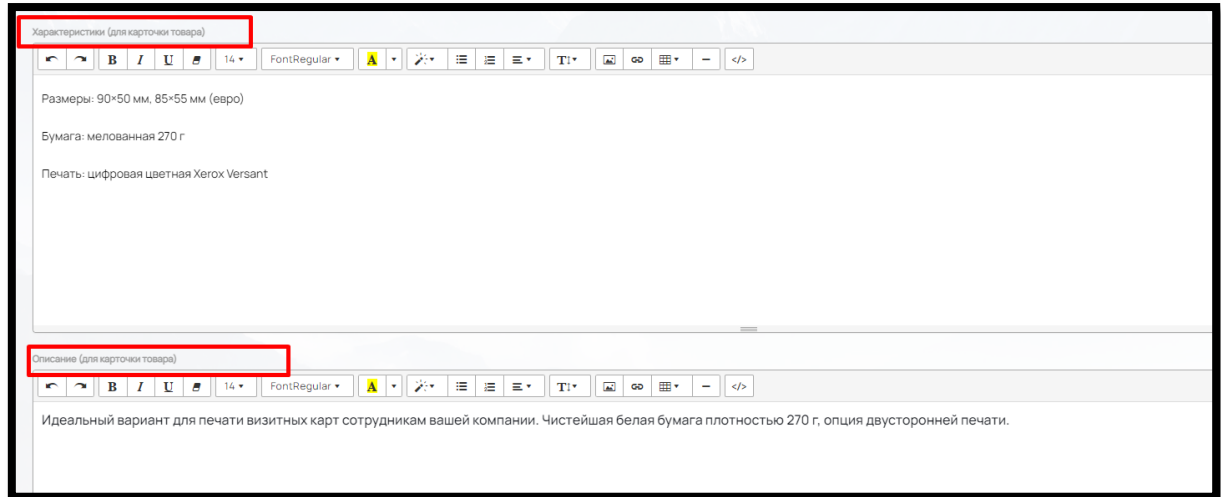 Характеристики (для карточки товара)
B I U 14 FontRegular A T </>
Размеры: 90×50 мм, 85×55 мм (евро)
Бумага: мелованная 270 г
Печать: цифровая цветная Xerox Versant
Описание (для карточки товара)
B I U 14 FontRegular A T </>
Идеальный вариант для печати визитных карт сотрудникам вашей компании. Чистейшая белая бумага плотностью 270 г, опция двусторонней печати.